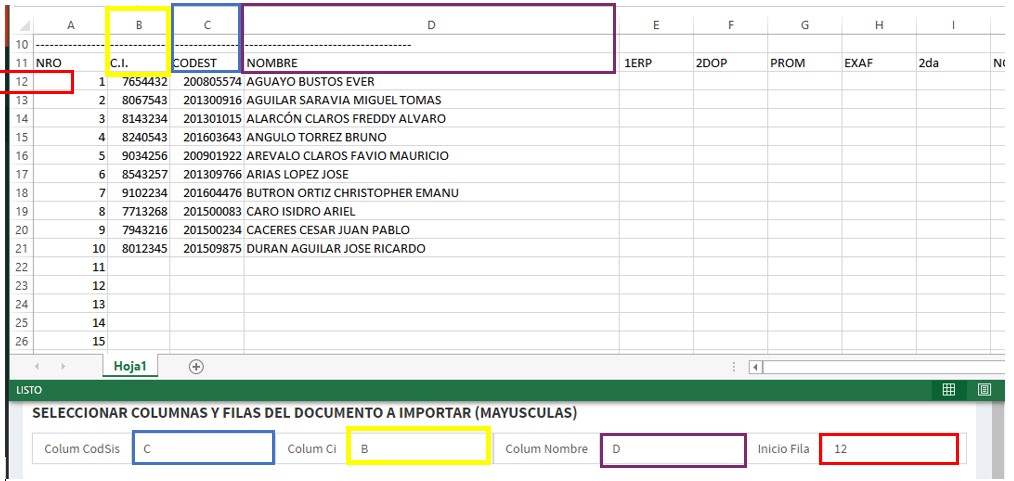 A B C D E F G H I
10 --------------------------------------------------------------------------------
11 NRO C.I. CODEST NOMBRE 1ERP 2DOP PROM EXAF 2da
12 1 7654432 200805574 AGUAYO BUSTOS EVER
13 2 8067543 201300916 AGUILAR SARAVIA MIGUEL TOMAS
14 3 8143234 201301015 ALARCÓN CLAROS FREDDY ALVARO
15 4 8240543 201603643 ANGULO TORREZ BRUNO
16 5 9034256 200901922 AREVALO CLAROS FAVIO MAURICIO
17 6 8543257 201309766 ARIAS LOPEZ JOSE
18 7 9102234 201604476 BUTRON ORTIZ CHRISTOPHER EMANU
19 8 7713268 201500083 CARO ISIDRO ARIEL
20 9 7943216 201500234 CACERES CESAR JUAN PABLO
21 10 8012345 201509875 DURAN AGUILAR JOSE RICARDO
22 11
23 12
24 13
25 14
26 15
Hoja1
LISTO
SELECCIONAR COLUMNAS Y FILAS DEL DOCUMENTO A IMPORTAR (MAYUSCULAS)
Colum CodSis C Colum Ci B Colum Nombre D Inicio Fila 12